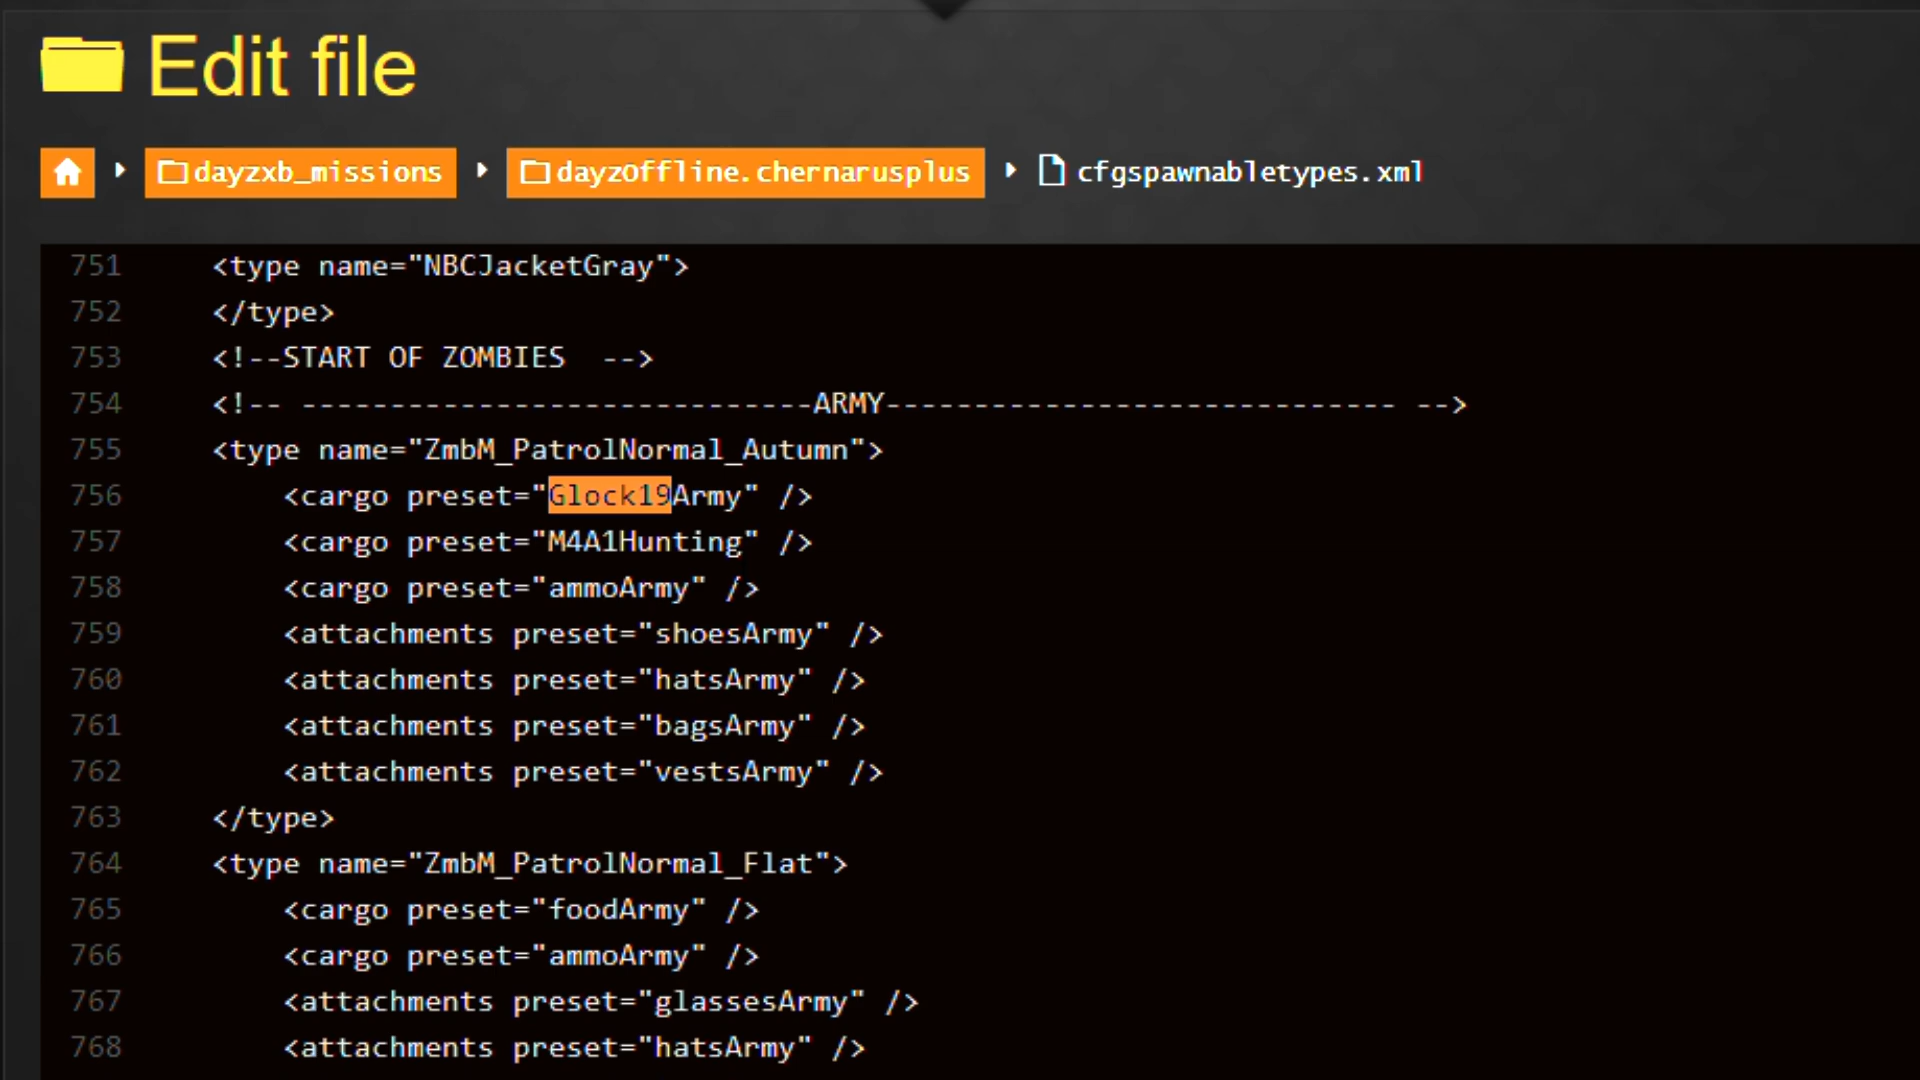 Edit file
dayzxb_missions dayzOffline.chernarusplus cfgspawnabletypes.xml
751 <type name="NBCJacketGray">
752 </type>
753 <!--START OF ZOMBIES  -->
754 <!-- -----------------------------ARMY----------------------------- -->
755 <type name="ZmbM_PatrolNormal_Autumn">
756 <cargo preset="Glock19Army" />
757 <cargo preset="M4A1Hunting" />
758 <cargo preset="ammoArmy" />
759 <attachments preset="shoesArmy" />
760 <attachments preset="hatsArmy" />
761 <attachments preset="bagsArmy" />
762 <attachments preset="vestsArmy" />
763 </type>
764 <type name="ZmbM_PatrolNormal_Flat">
765 <cargo preset="foodArmy" />
766 <cargo preset="ammoArmy" />
767 <attachments preset="glassesArmy" />
768 <attachments preset="hatsArmy" />